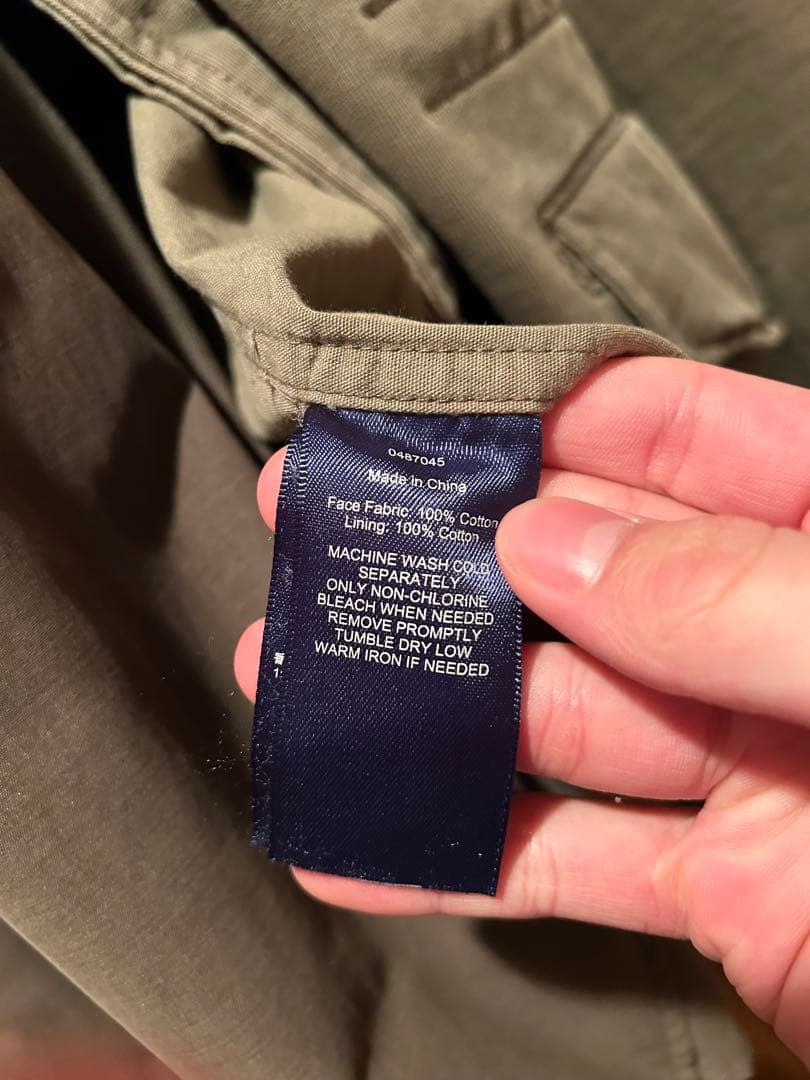 0487045
Made in China
Face Fabric: 100% Cotton
Lining: 100% Cotton
MACHINE WASH COLD
SEPARATELY
ONLY NON-CHLORINE
BLEACH WHEN NEEDED
REMOVE PROMPTLY
TUMBLE DRY LOW
WARM IRON IF NEEDED